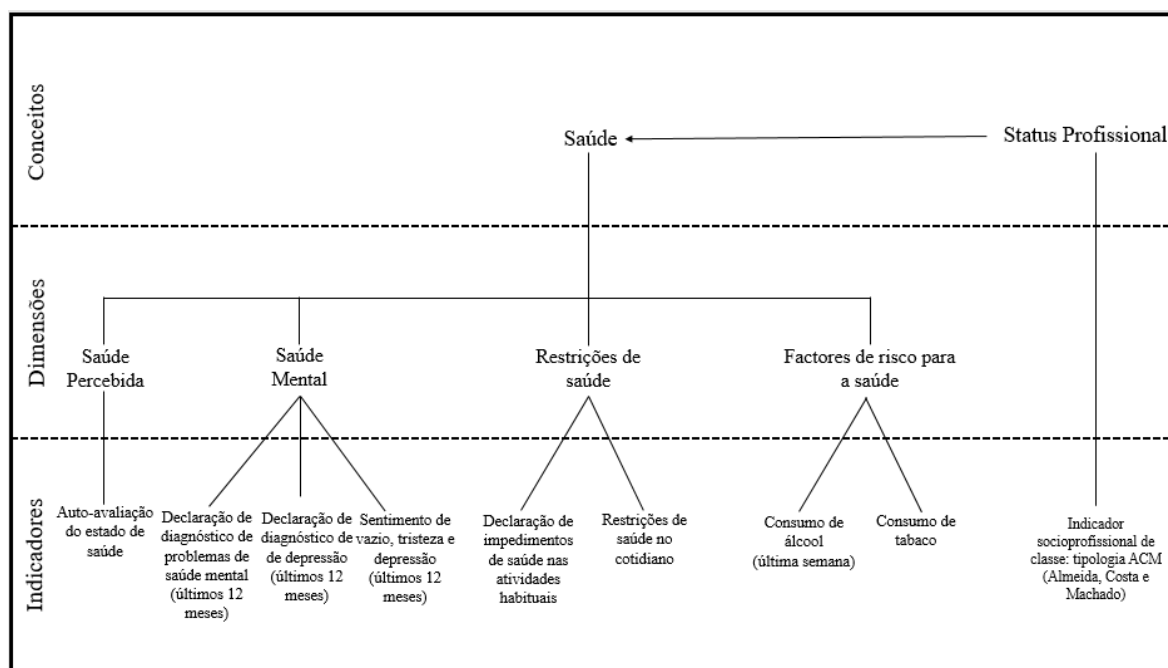 Conceitos
Saúde
Status Profissional
Dimensões
Saúde
Percebida
Saúde
Mental
Restrições de
saúde
Factores de risco para
a saúde
Indicadores
Auto-avaliação
do estado de
saúde
Declaração de
diagnóstico de
problemas de
saúde mental
(últimos 12
meses)
Declaração de
diagnóstico de
de depressão
(últimos 12
meses)
Sentimento de
vazio, tristeza e
depressão
(últimos 12
meses)
Declaração de
impedimentos
de saúde nas
atividades
habituais
Restrições de
saúde no
cotidiano
Consumo de
álcool
(última semana)
Consumo de
tabaco
Indicador
socioprofissional
de classe: tipologia ACM
(Almeida, Costa e
Machado)